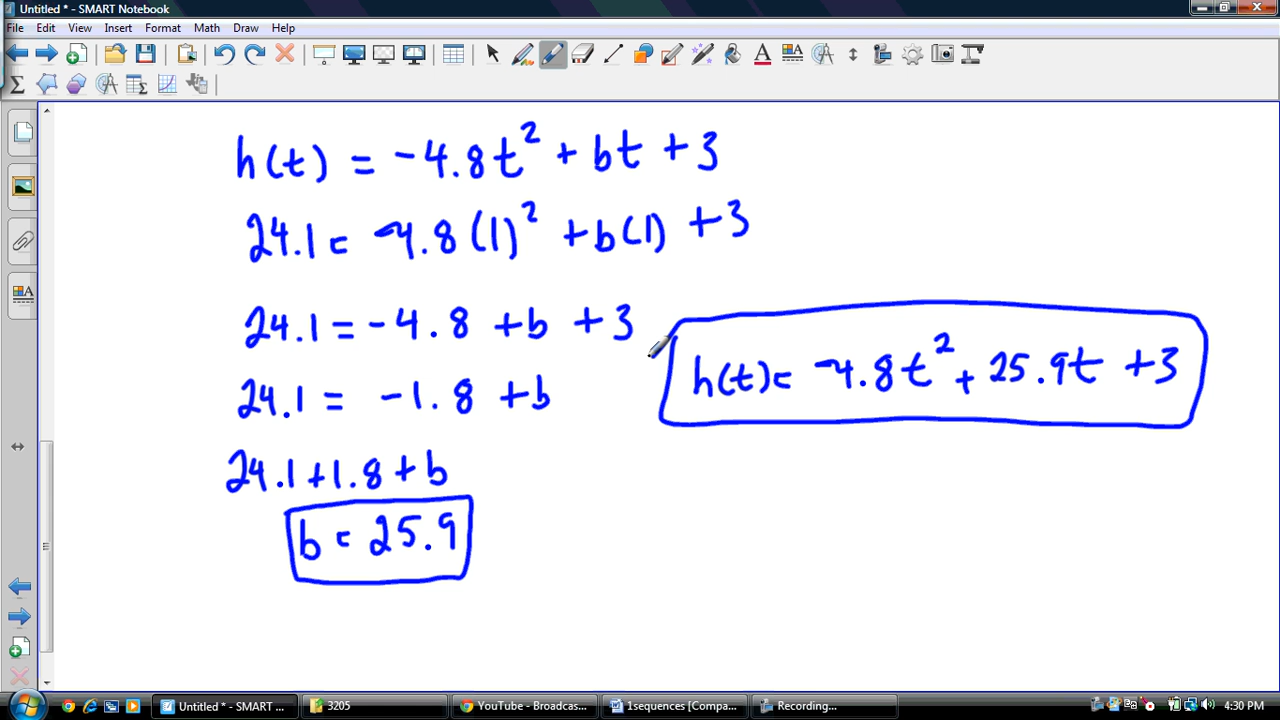 Untitled * - SMART Notebook
File Edit View Insert Format Math Draw Help
h(t) = -4.8t² + bt + 3
24.1 = -4.8(1)² + b(1) + 3
24.1 = -4.8 + b + 3
h(t) = -4.8t² + 25.9t + 3
24.1 = -1.8 + b
24.1 + 1.8 + b
b = 25.9
Untitled * - SMART ... 3205 YouTube - Broadcas... 1sequences [Compa... Recording... 4:30 PM